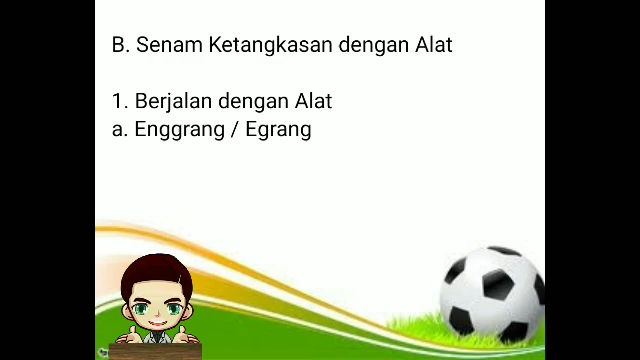 B. Senam Ketangkasan dengan Alat
1. Berjalan dengan Alat
a. Enggrang / Egrang